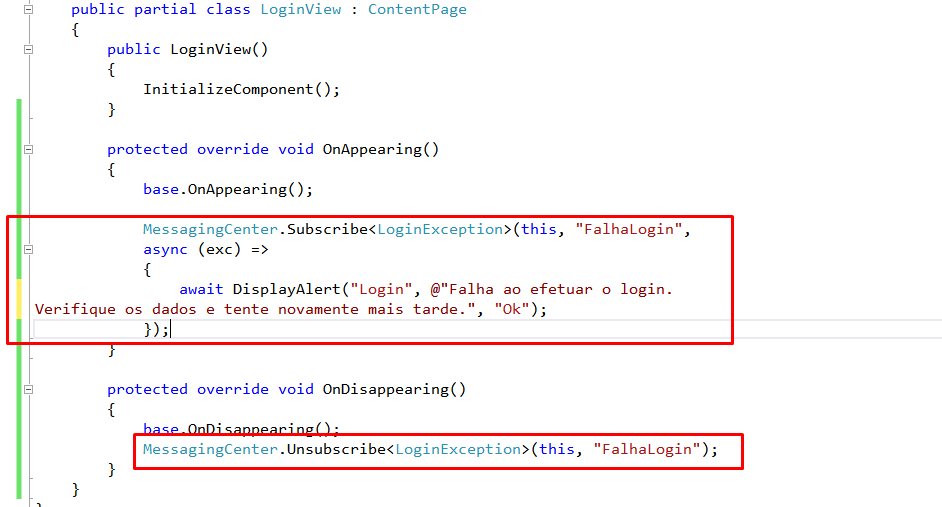 public partial class LoginView : ContentPage
{
public LoginView()
{
InitializeComponent();
}
protected override void OnAppearing()
{
base.OnAppearing();
MessagingCenter.Subscribe<LoginException>(this, "FalhaLogin",
async (exc) =>
{
await DisplayAlert("Login", @"Falha ao efetuar o login.
Verifique os dados e tente novamente mais tarde.", "Ok");
});
}
protected override void OnDisappearing()
{
base.OnDisappearing();
MessagingCenter.Unsubscribe<LoginException>(this, "FalhaLogin");
}
}
}